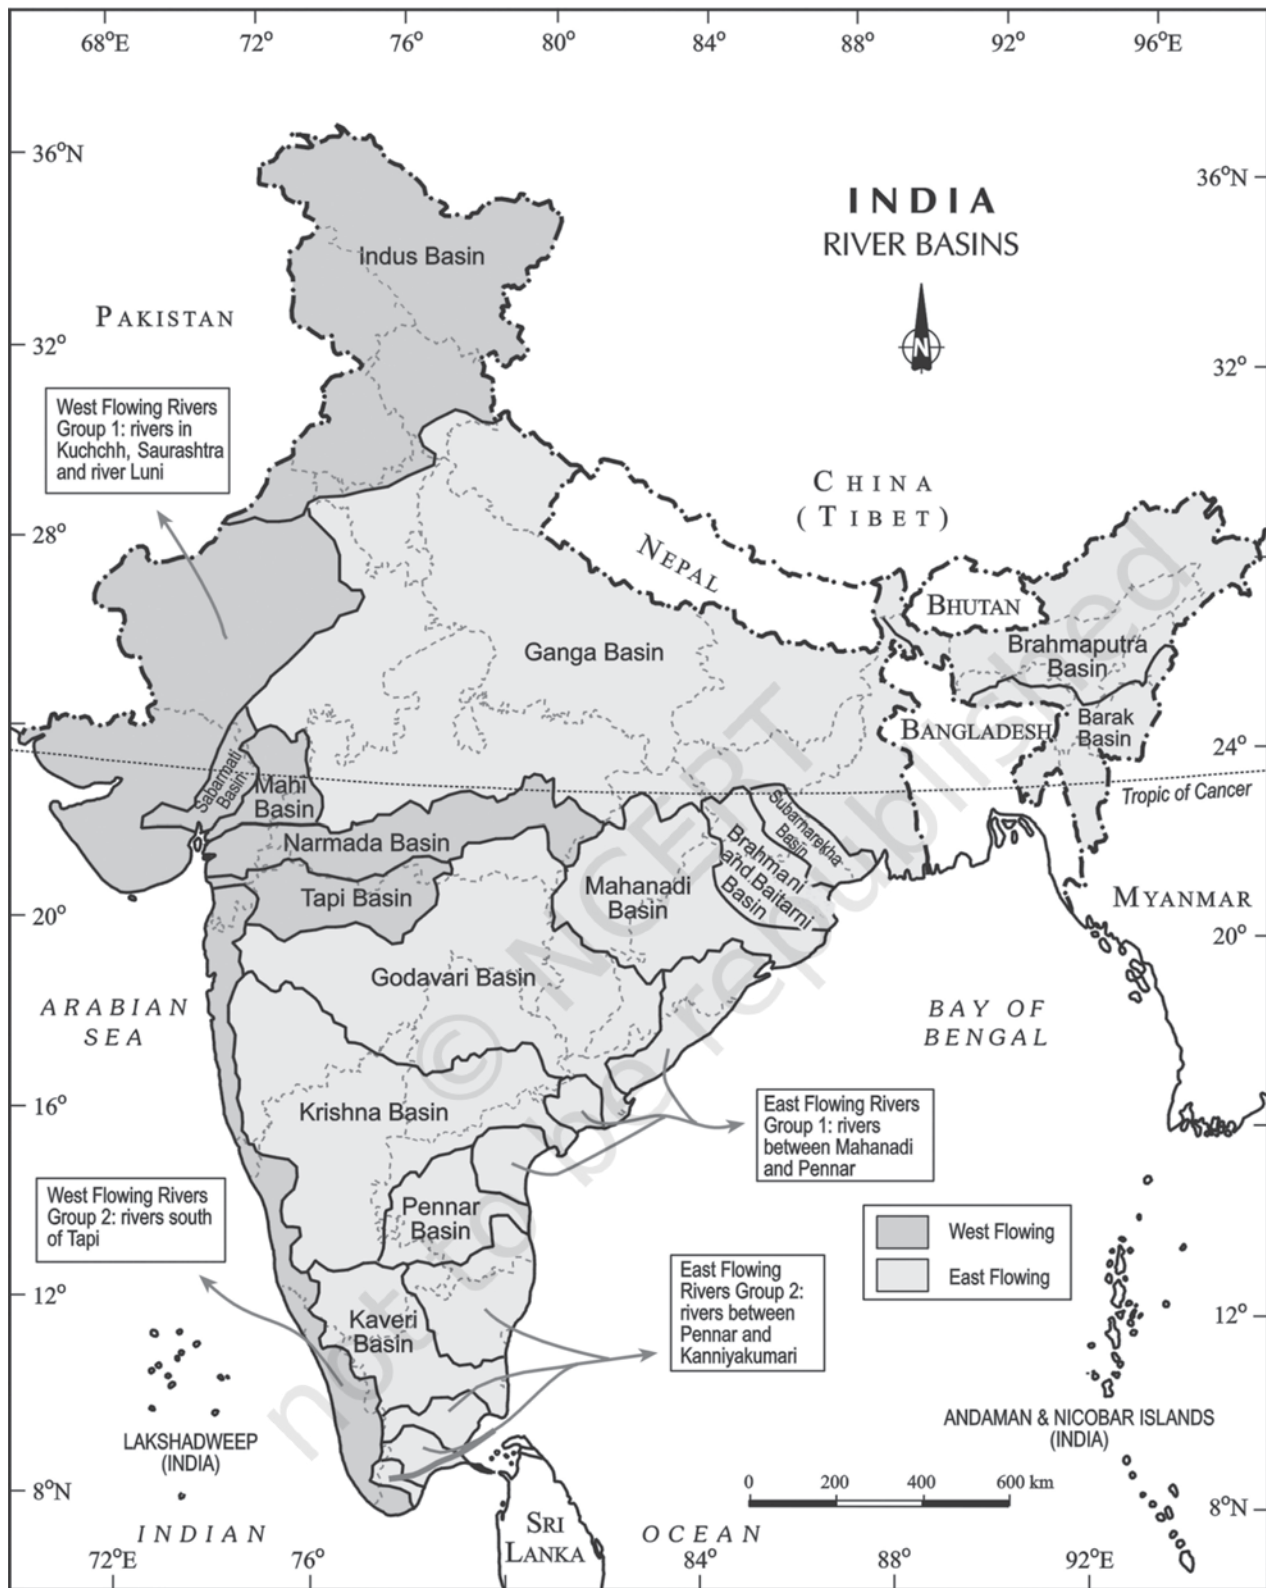 68°E 72° 76° 80° 84° 88° 92° 96°E
36°N
36°N
INDIA
RIVER BASINS
N
Indus Basin
PAKISTAN
32°
32°
West Flowing Rivers
Group 1: rivers in
Kuchchh, Saurashtra
and river Luni
CHINA
(TIBET)
28°
28°
NEPAL
BHUTAN
Ganga Basin
Brahmaputra
Basin
BANGLADESH
Barak
Basin
24°
Tropic of Cancer
Sabarmati
Basin
Mahi
Basin
Subarnarekha
Basin
Narmada Basin
Brahmani
and Baitarni
Basin
Tapi Basin
Mahanadi
Basin
MYANMAR
20°
20°
Godavari Basin
ARABIAN
SEA
BAY OF
BENGAL
16°
Krishna Basin
East Flowing Rivers
Group 1: rivers
between Mahanadi
and Pennar
West Flowing Rivers
Group 2: rivers south
of Tapi
Pennar
Basin
West Flowing
East Flowing
12°
12°
East Flowing
Rivers Group 2:
rivers between
Pennar and
Kanniyakumari
Kaveri
Basin
LAKSHADWEEP
(INDIA)
ANDAMAN & NICOBAR ISLANDS
(INDIA)
0 200 400 600 km
8°N
8°N
INDIAN OCEAN
SRI
LANKA
72°E 76° 84° 88° 92°E
© NCERT
not to be republished